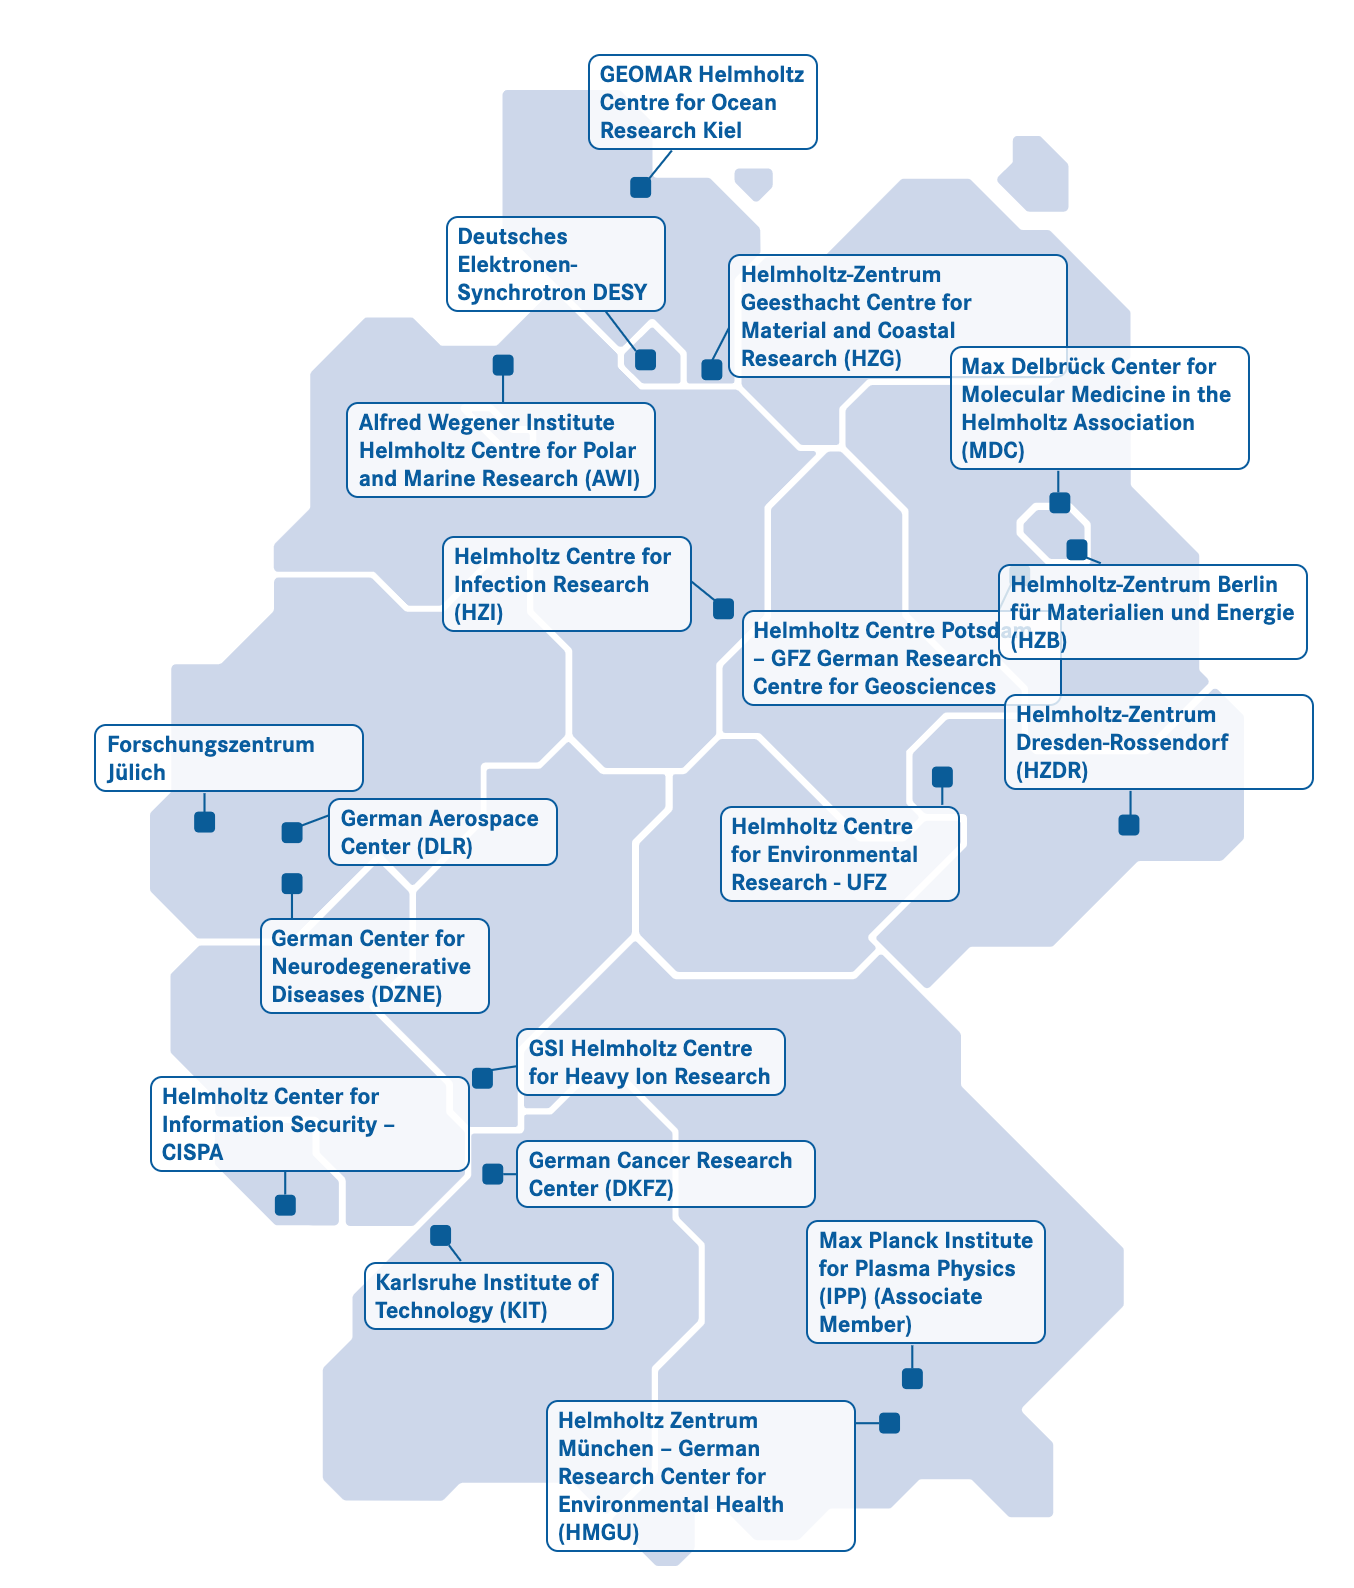 GEOMAR Helmholtz
Centre for Ocean
Research Kiel
Deutsches
Elektronen-
Synchrotron DESY
Helmholtz-Zentrum
Geesthacht Centre for
Material and Coastal
Research (HZG)
Max Delbrück Center for
Molecular Medicine in the
Helmholtz Association
(MDC)
Alfred Wegener Institute
Helmholtz Centre for Polar
and Marine Research (AWI)
Helmholtz Centre for
Infection Research
(HZI)
Helmholtz-Zentrum Berlin
für Materialien und Energie
(HZB)
Helmholtz Centre Potsdam
– GFZ German Research
Centre for Geosciences
Helmholtz-Zentrum
Dresden-Rossendorf
(HZDR)
Forschungszentrum
Jülich
German Aerospace
Center (DLR)
Helmholtz Centre
for Environmental
Research - UFZ
German Center for
Neurodegenerative
Diseases (DZNE)
GSI Helmholtz Centre
for Heavy Ion Research
Helmholtz Center for
Information Security –
CISPA
German Cancer Research
Center (DKFZ)
Karlsruhe Institute of
Technology (KIT)
Max Planck Institute
for Plasma Physics
(IPP) (Associate
Member)
Helmholtz Zentrum
München – German
Research Center for
Environmental Health
(HMGU)